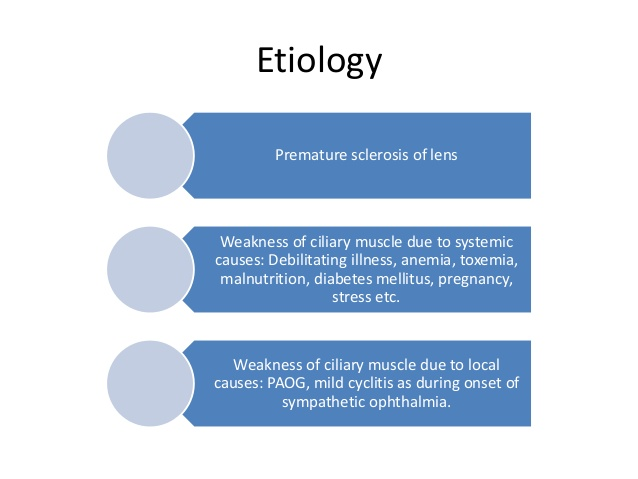 Etiology
Premature sclerosis of lens
Weakness of ciliary muscle due to systemic
causes: Debilitating illness, anemia, toxemia,
malnutrition, diabetes mellitus, pregnancy,
stress etc.
Weakness of ciliary muscle due to local
causes: PAOG, mild cyclitis as during onset of
sympathetic ophthalmia.